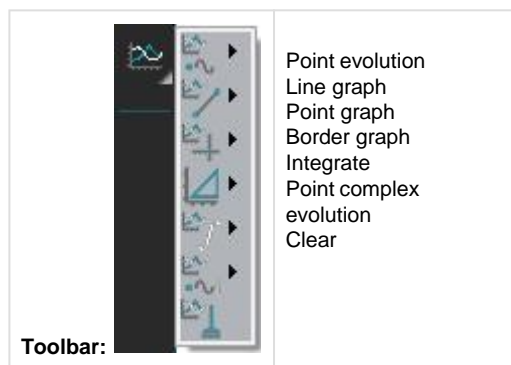 Toolbar:
Point evolution
Line graph
Point graph
Border graph
Integrate
Point complex
evolution
Clear